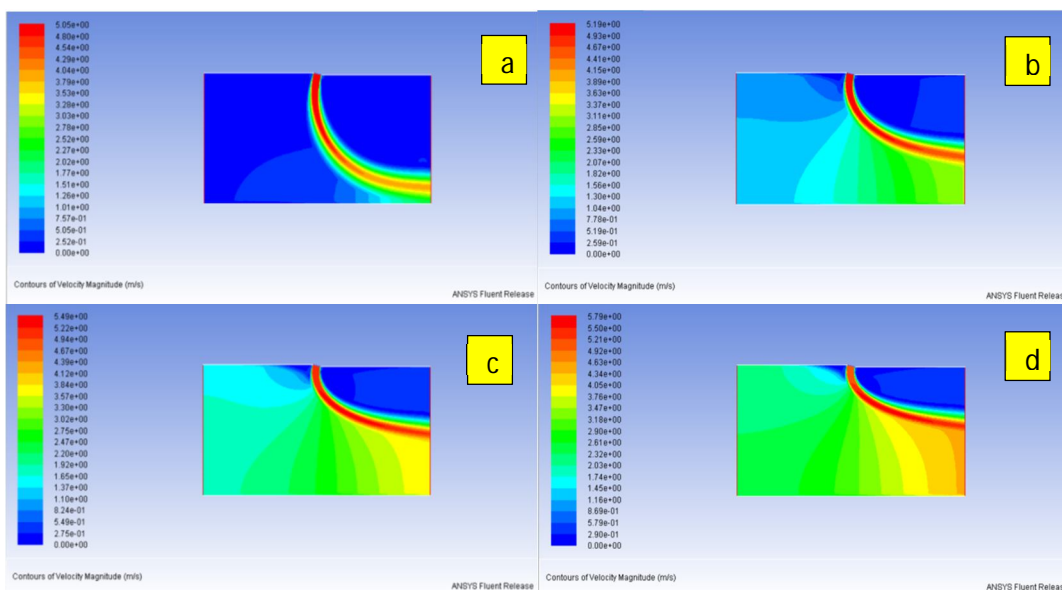 5.05e+00
4.80e+00
4.54e+00
4.29e+00
4.04e+00
3.79e+00
3.53e+00
3.28e+00
3.03e+00
2.78e+00
2.52e+00
2.27e+00
2.02e+00
1.77e+00
1.51e+00
1.26e+00
1.01e+00
7.57e-01
5.05e-01
2.52e-01
0.00e+00
a
Contours of Velocity Magnitude (m/s)
ANSYS Fluent Release
5.19e+00
4.93e+00
4.67e+00
4.41e+00
4.15e+00
3.89e+00
3.63e+00
3.37e+00
3.11e+00
2.85e+00
2.59e+00
2.33e+00
2.07e+00
1.82e+00
1.56e+00
1.30e+00
1.04e+00
7.78e-01
5.19e-01
2.59e-01
0.00e+00
b
Contours of Velocity Magnitude (m/s)
ANSYS Fluent Release
5.49e+00
5.22e+00
4.94e+00
4.67e+00
4.39e+00
4.12e+00
3.84e+00
3.57e+00
3.30e+00
3.02e+00
2.75e+00
2.47e+00
2.20e+00
1.92e+00
1.65e+00
1.37e+00
1.10e+00
8.24e-01
5.49e-01
2.75e-01
0.00e+00
c
Contours of Velocity Magnitude (m/s)
ANSYS Fluent Release
5.79e+00
5.50e+00
5.21e+00
4.92e+00
4.63e+00
4.34e+00
4.05e+00
3.76e+00
3.47e+00
3.18e+00
2.90e+00
2.61e+00
2.32e+00
2.03e+00
1.74e+00
1.45e+00
1.16e+00
8.69e-01
5.79e-01
2.90e-01
0.00e+00
d
Contours of Velocity Magnitude (m/s)
ANSYS Fluent Release